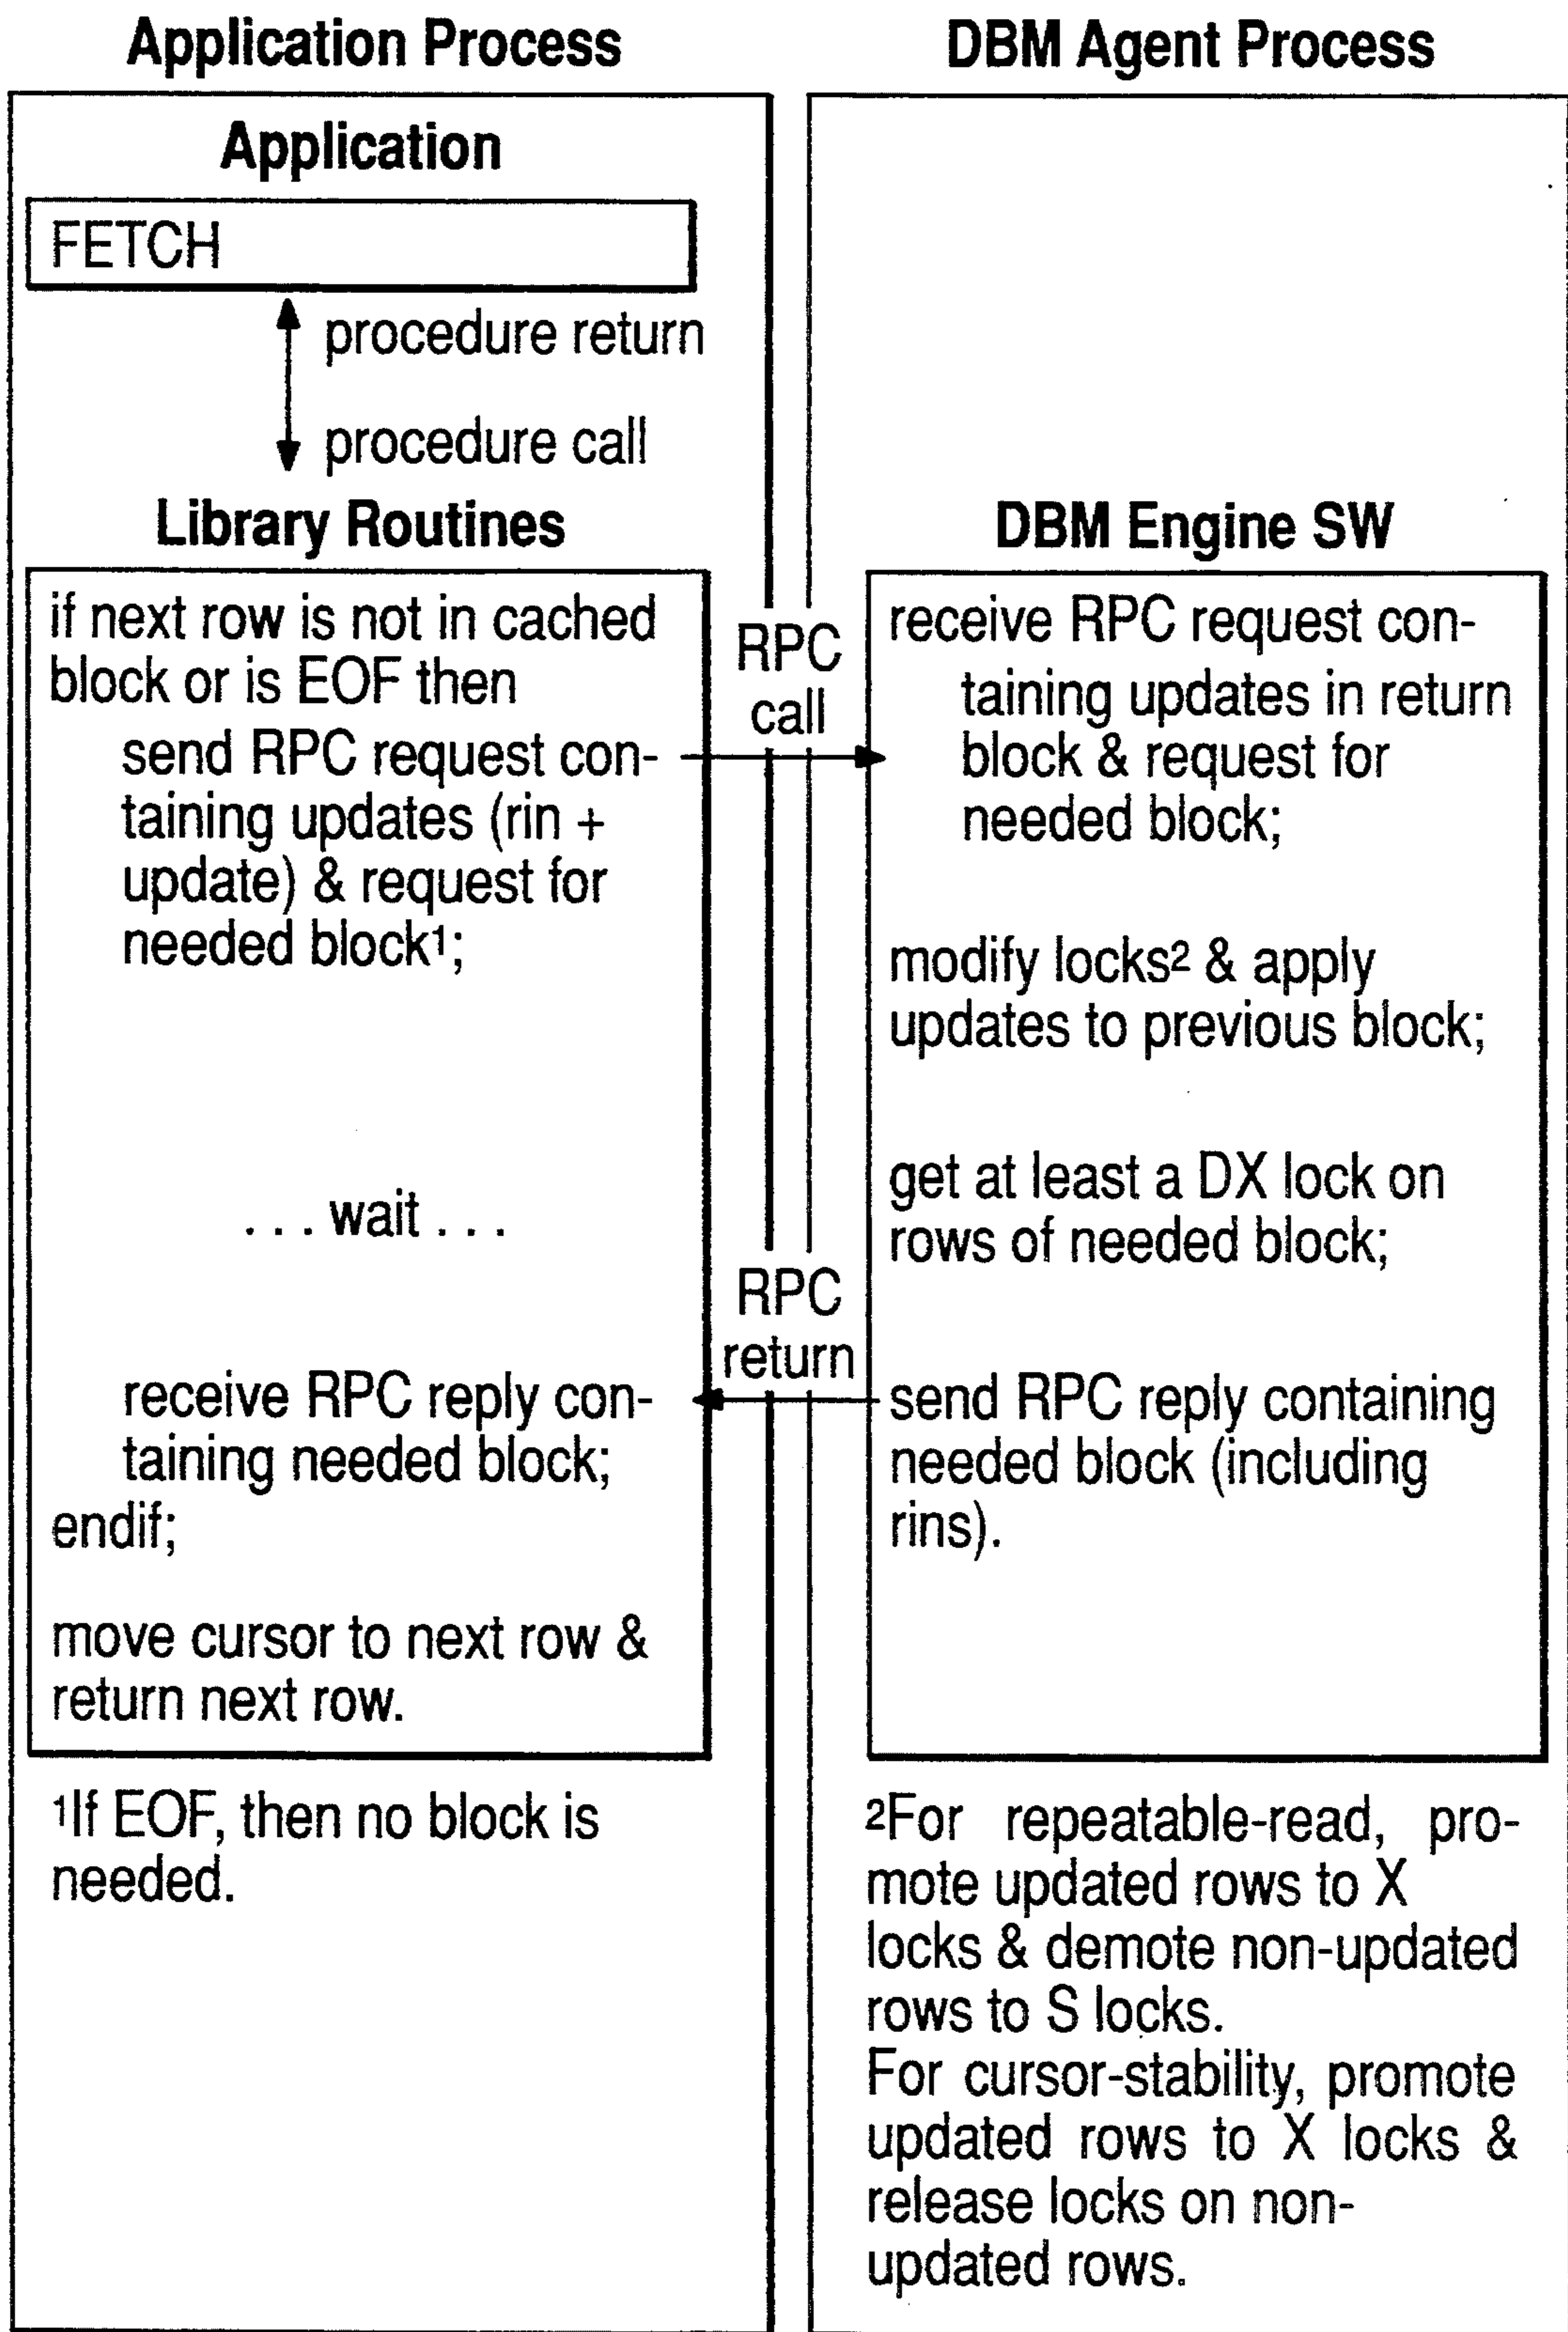 Application Process
Application
FETCH
procedure return
procedure call
Library Routines
if next row is not in cached
block or is EOF then
send RPC request con-
taining updates (rin +
update) & request for
needed block¹;
. . . wait . . .
receive RPC reply con-
taining needed block;
endif;
move cursor to next row &
return next row.
¹If EOF, then no block is
needed.
RPC
call
RPC
return
DBM Agent Process
DBM Engine SW
receive RPC request con-
taining updates in return
block & request for
needed block;
modify locks² & apply
updates to previous block;
get at least a DX lock on
rows of needed block;
send RPC reply containing
needed block (including
rins).
²For repeatable-read, pro-
mote updated rows to X
locks & demote non-updated
rows to S locks.
For cursor-stability, promote
updated rows to X locks &
release locks on non-
updated rows.